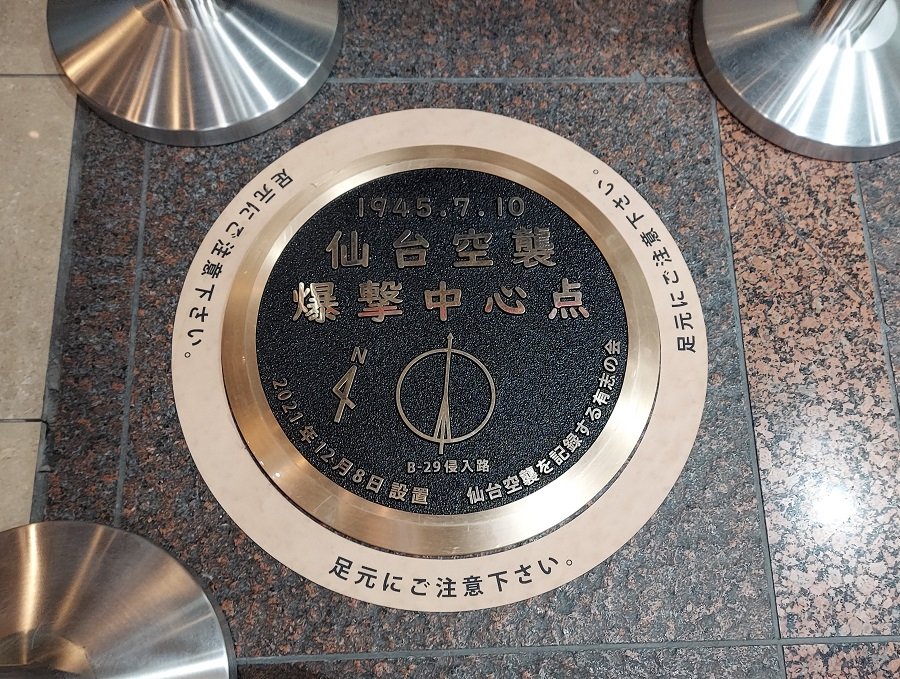 1945.7.10
仙台空襲
爆撃中心点
N
B-29侵入路
2021年12月8日設置
仙台空襲を記録する有志の会
足元にご注意下さい。
足元にご注意下さい。
足元にご注意下さい。